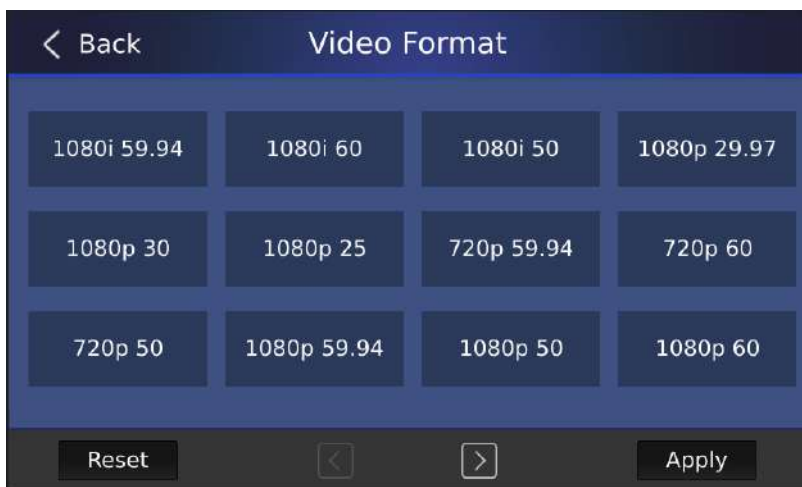 Back Video Format
1080i 59.94 1080i 60 1080i 50 1080p 29.97
1080p 30 1080p 25 720p 59.94 720p 60
720p 50 1080p 59.94 1080p 50 1080p 60
Reset Apply